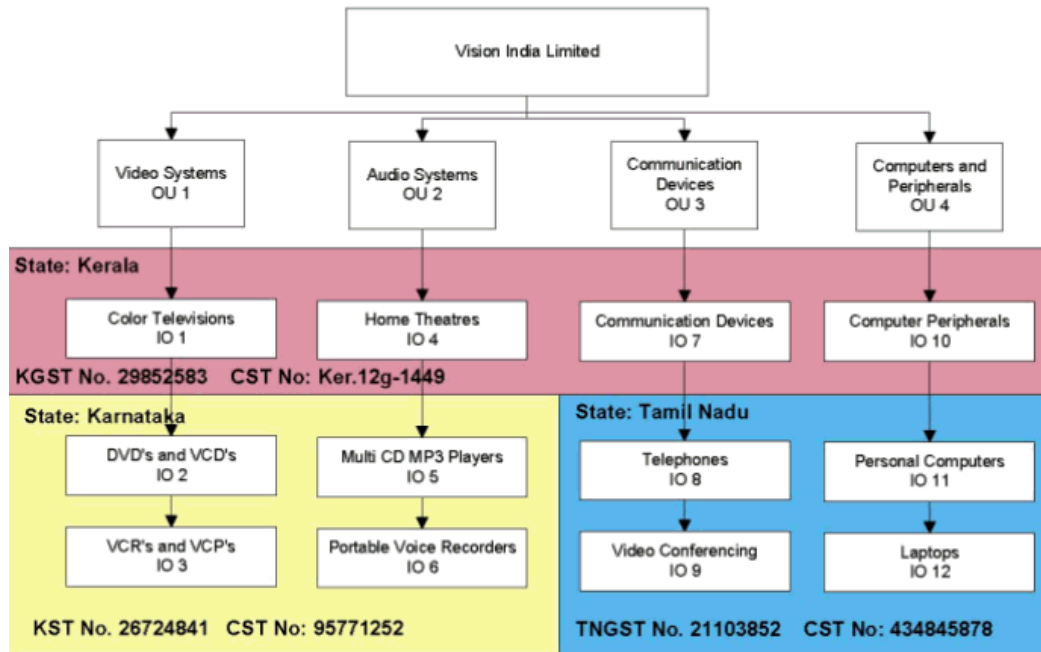 Vision India Limited
Video Systems
OU 1
Audio Systems
OU 2
Communication
Devices
OU 3
Computers and
Peripherals
OU 4
State: Kerala
Color Televisions
IO 1
Home Theatres
IO 4
Communication Devices
IO 7
Computer Peripherals
IO 10
KGST No. 29852583 CST No: Ker.12g-1449
State: Karnataka
DVD's and VCD's
IO 2
Multi CD MP3 Players
IO 5
VCR's and VCP's
IO 3
Portable Voice Recorders
IO 6
KST No. 26724841 CST No: 95771252
State: Tamil Nadu
Telephones
IO 8
Personal Computers
IO 11
Video Conferencing
IO 9
Laptops
IO 12
TNGST No. 21103852 CST No: 434845878